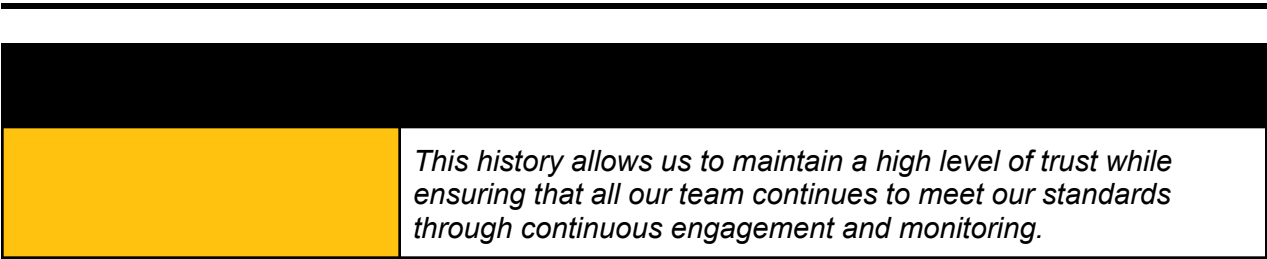 This history allows us to maintain a high level of trust while
ensuring that all our team continues to meet our standards
through continuous engagement and monitoring.